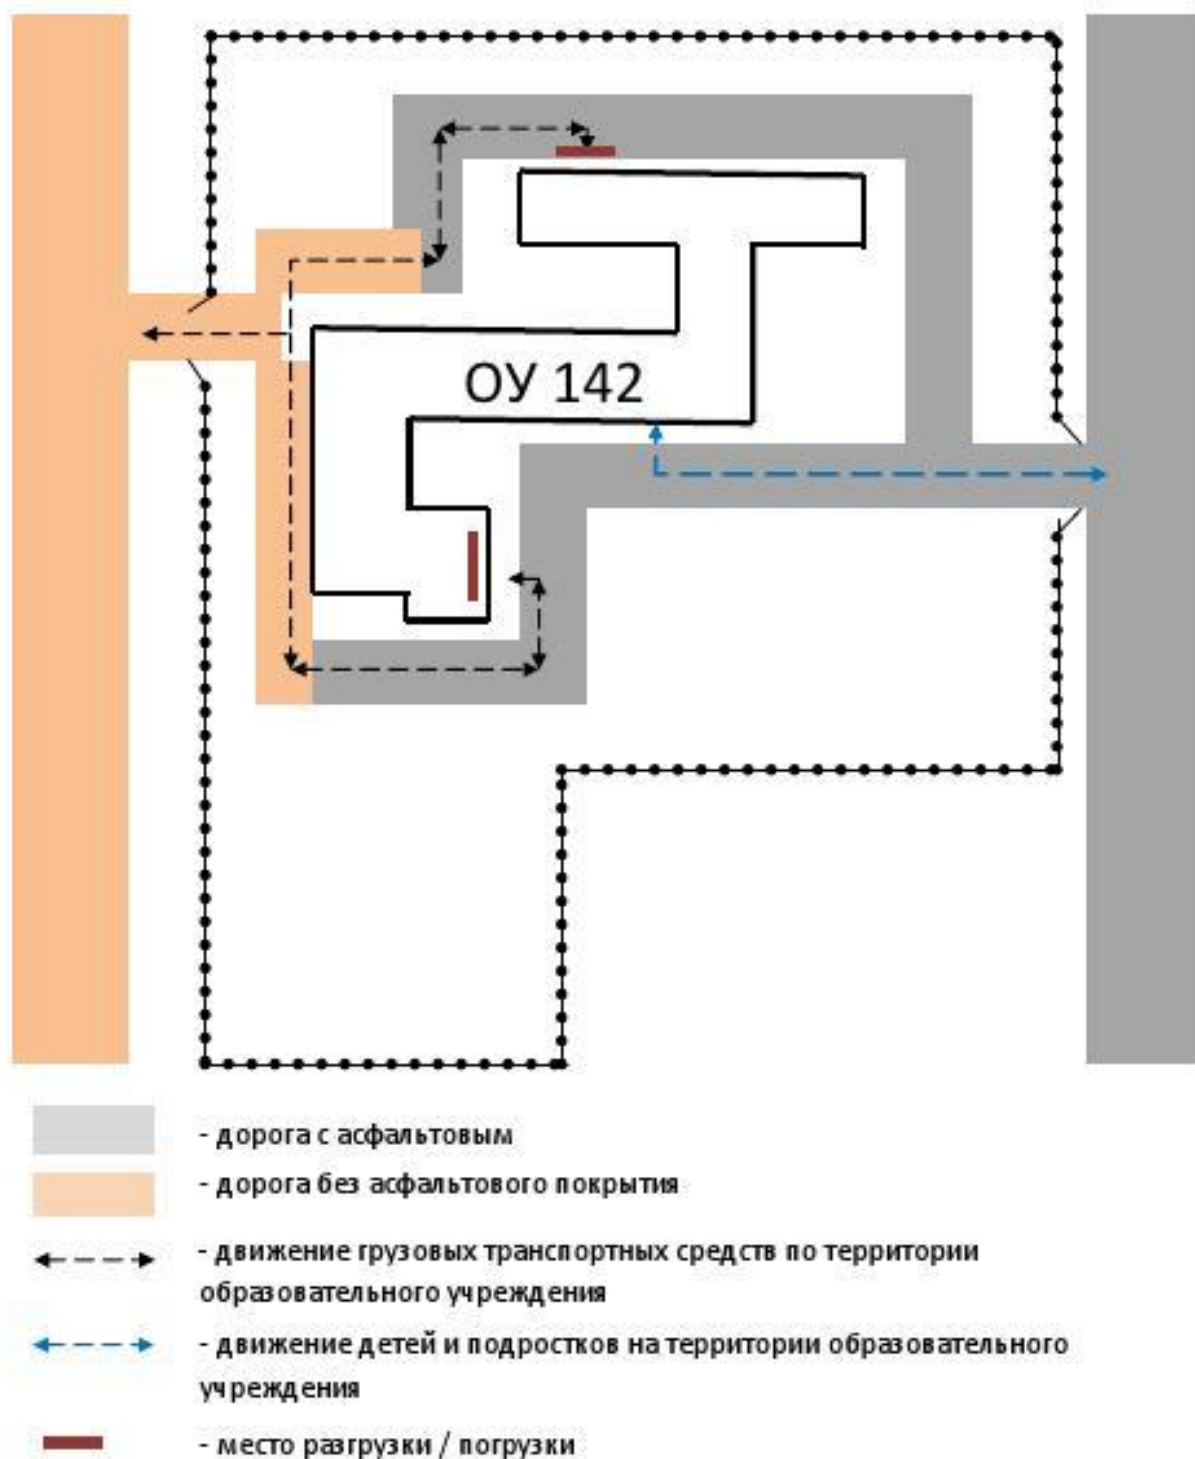 ОУ 142
- дорога с асфальтовым
- дорога без асфальтового покрытия
- движение грузовых транспортных средств по территории
образовательного учреждения
- движение детей и подростков на территории образовательного
учреждения
- место разгрузки / погрузки